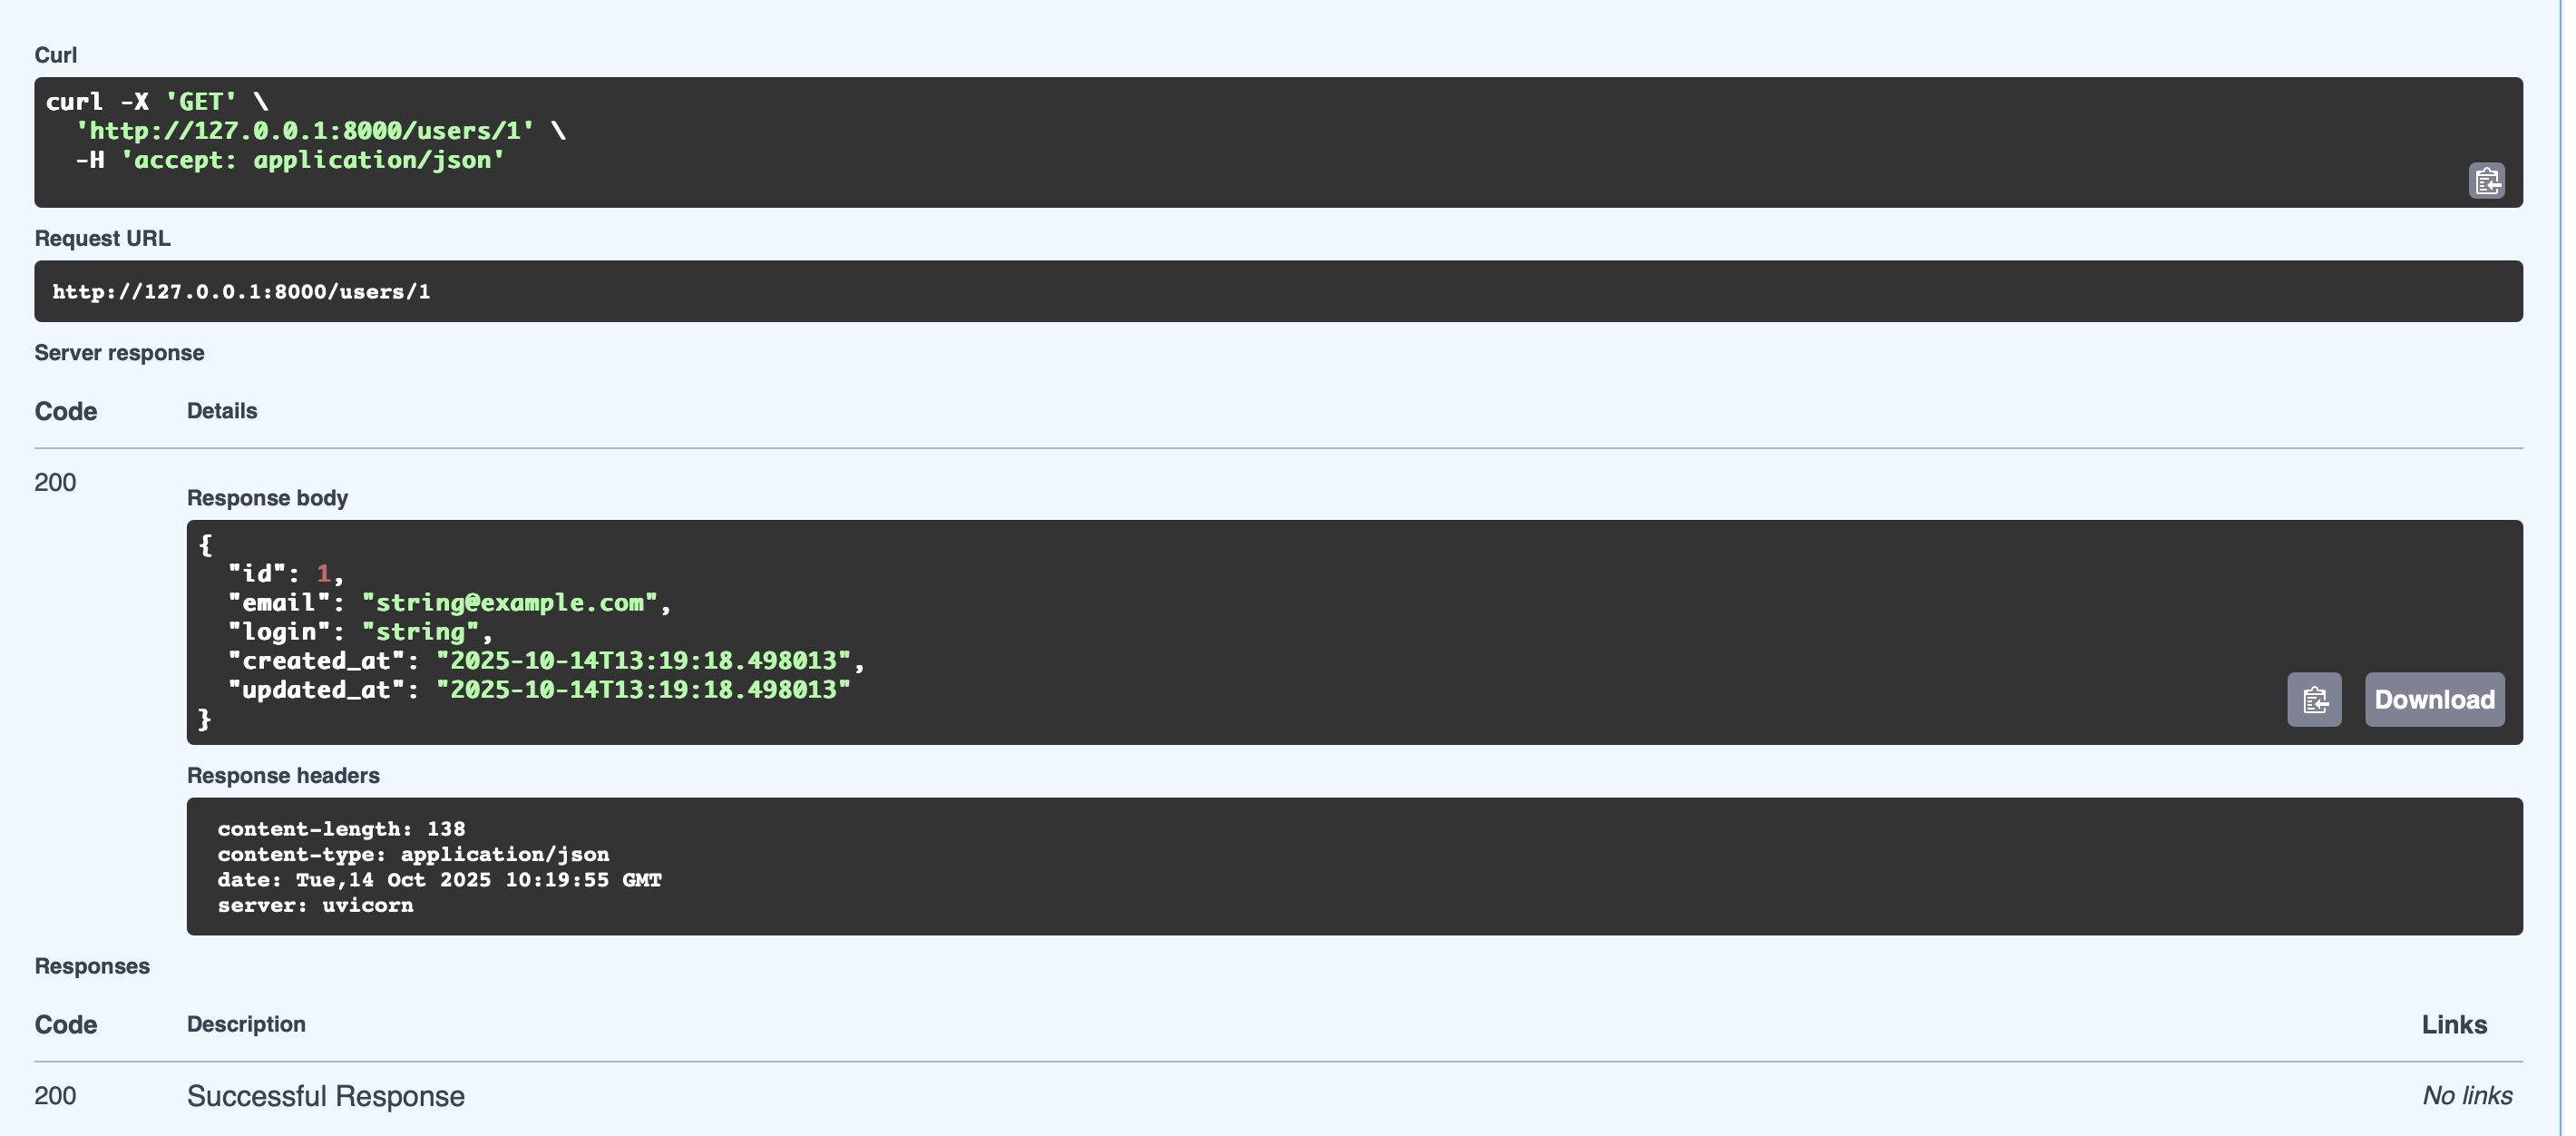 Curl
curl -X 'GET' \
  'http://127.0.0.1:8000/users/1' \
  -H 'accept: application/json'
Request URL
http://127.0.0.1:8000/users/1
Server response
Code Details
200
Response body
{
  "id": 1,
  "email": "string@example.com",
  "login": "string",
  "created_at": "2025-10-14T13:19:18.498013",
  "updated_at": "2025-10-14T13:19:18.498013"
}
Download
Response headers
content-length: 138
content-type: application/json
date: Tue,14 Oct 2025 10:19:55 GMT
server: uvicorn
Responses
Code Description Links
200 Successful Response No links